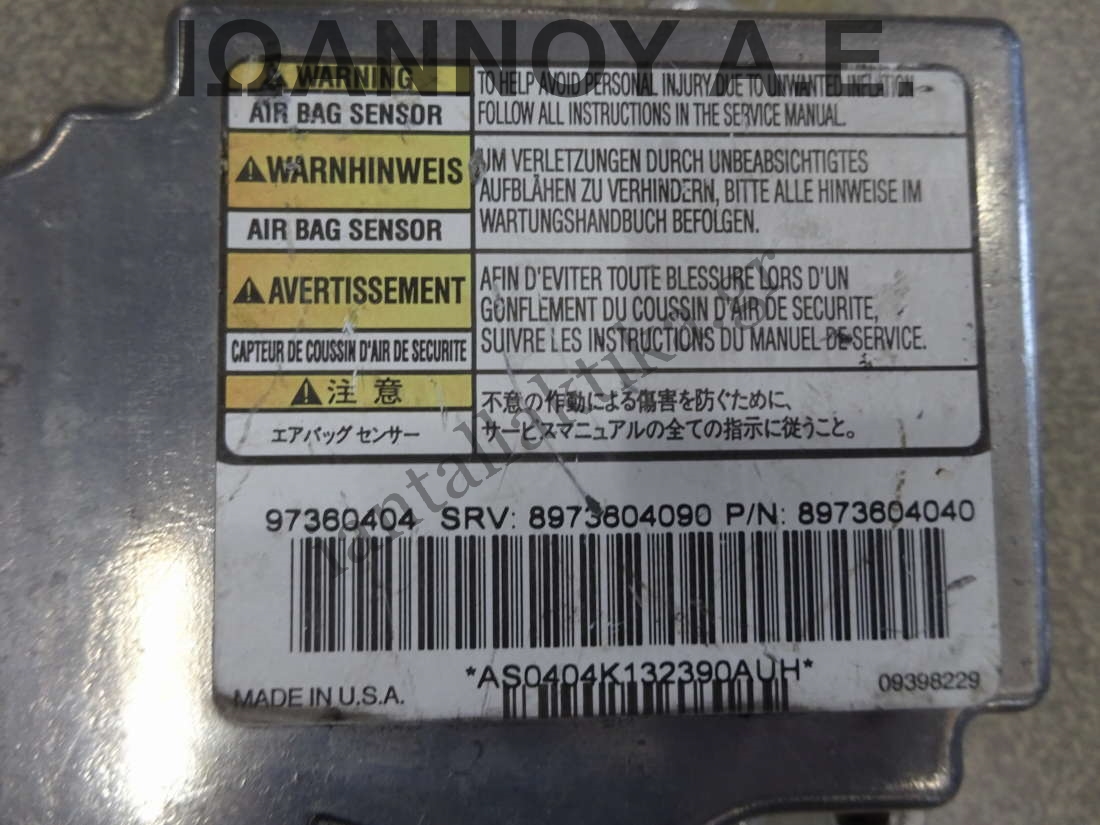 ΙΩΑΝΝΟΥ Α Ε
WARNING
AIR BAG SENSOR
TO HELP AVOID PERSONAL INJURY DUE TO UNWANTED INFLATION
FOLLOW ALL INSTRUCTIONS IN THE SERVICE MANUAL.
WARNHINWEIS
AIR BAG SENSOR
UM VERLETZUNGEN DURCH UNBEABSICHTIGTES
AUFBLÄHEN ZU VERHINDERN, BITTE ALLE HINWEISE IM
WARTUNGSHANDBUCH BEFOLGEN.
AVERTISSEMENT
CAPTEUR DE COUSSIN D'AIR DE SECURITE
AFIN D'EVITER TOUTE BLESSURE LORS D'UN
GONFLEMENT DU COUSSIN D'AIR DE SECURITE,
SUIVRE LES INSTRUCTIONS DU MANUEL DE SERVICE.
注意
エアバッグ センサー
不意の作動による傷害を防ぐために、
サービスマニュアルの全ての指示に従うこと。
97360404 SRV: 8973604090 P/N: 8973604040
*AS0404K132390AUH*
MADE IN U.S.A.
09398229
iantaliaktika.gr